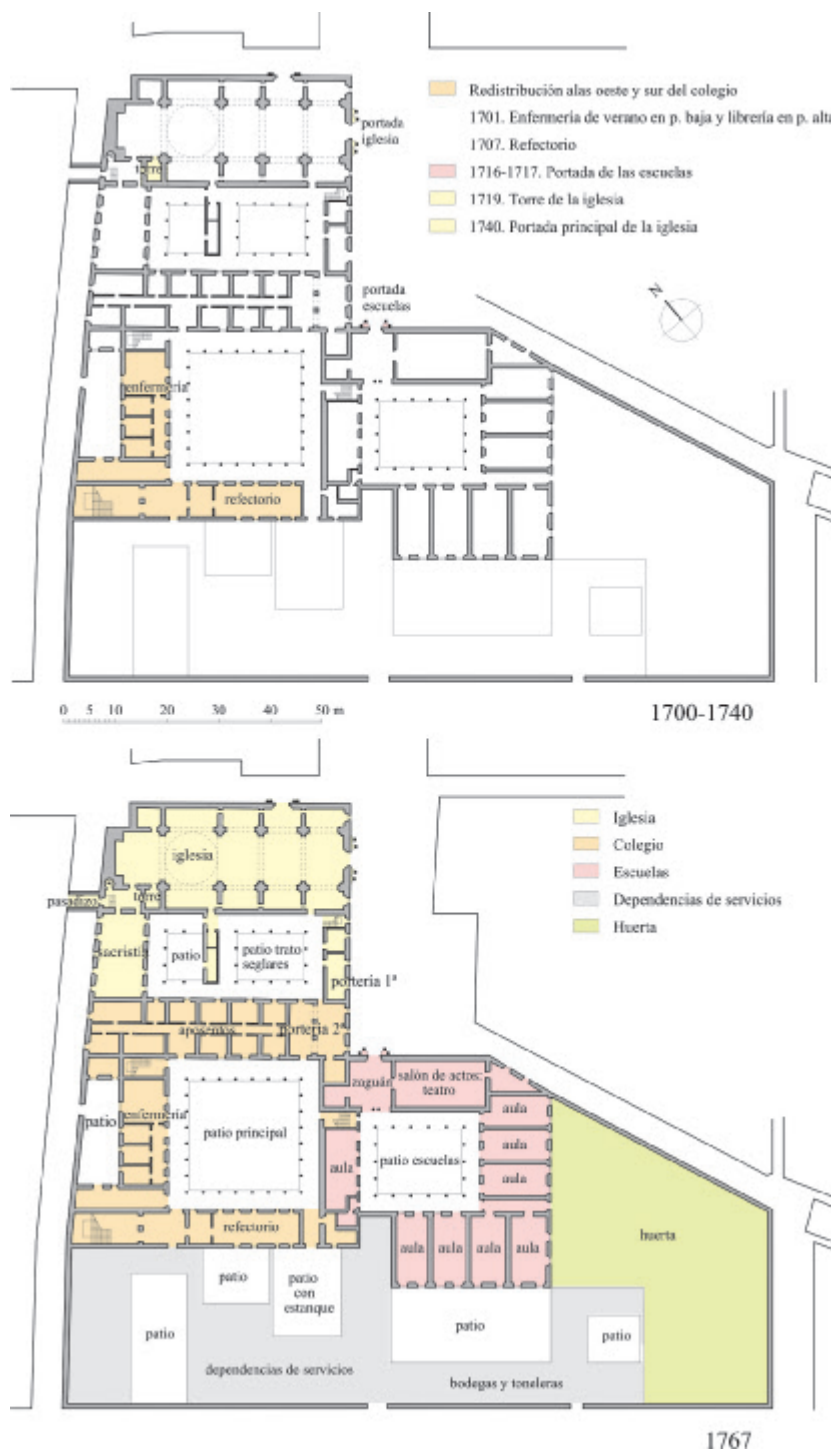 Redistribución alas oeste y sur del colegio
1701. Enfermería de verano en p. baja y librería en p. alta
1707. Refectorio
1716-1717. Portada de las escuelas
1719. Torre de la iglesia
1740. Portada principal de la iglesia
portada
iglesia
torre
portada
escuelas
N
enfermería
refectorio
0 5 10 20 30 40 50 m
1700-1740
Iglesia
Colegio
Escuelas
Dependencias de servicios
Huerta
iglesia
pasadizo
torre
sacristía
patio
patio trato
seglares
portería 1ª
aposentos
portería 2ª
zaguán
salón de actos:
teatro
patio
enfermería
patio principal
aula
patio escuelas
aula
aula
aula
refectorio
aula
aula
aula
aula
huerta
patio
patio
con
estanque
patio
patio
patio
dependencias de servicios
bodegas y toneleras
1767